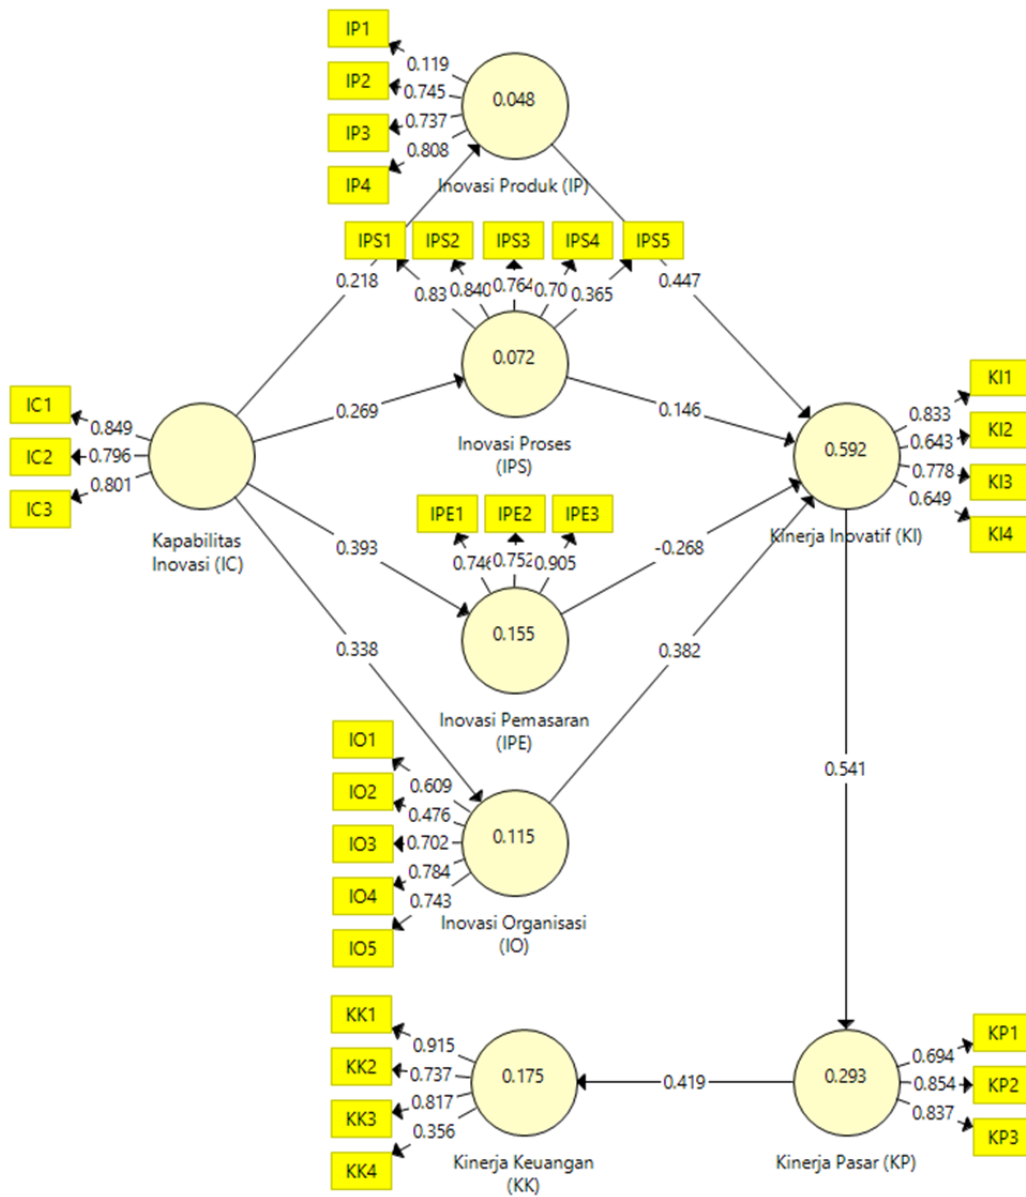 IP1
0.119
IP2
0.745
IP3
0.737
IP4
0.808
0.048
Inovasi Produk (IP)
IPS1
IPS2
IPS3
IPS4
IPS5
0.83
0.840
0.764
0.70
0.365
0.218
0.447
0.072
Inovasi Proses
(IPS)
0.269
0.146
IC1
0.849
IC2
0.796
IC3
0.801
Kapabilitas
Inovasi (IC)
KI1
0.833
KI2
0.643
KI3
0.778
KI4
0.649
0.592
Kinerja Inovatif (KI)
IPE1
IPE2
IPE3
0.746
0.752
0.905
0.393
-0.268
0.155
Inovasi Pemasaran
(IPE)
0.338
0.382
IO1
0.609
IO2
0.476
IO3
0.702
IO4
0.784
IO5
0.743
0.115
Inovasi Organisasi
(IO)
0.541
KK1
0.915
KK2
0.737
KK3
0.817
KK4
0.356
0.175
Kinerja Keuangan
(KK)
0.419
0.293
Kinerja Pasar (KP)
KP1
0.694
KP2
0.854
KP3
0.837